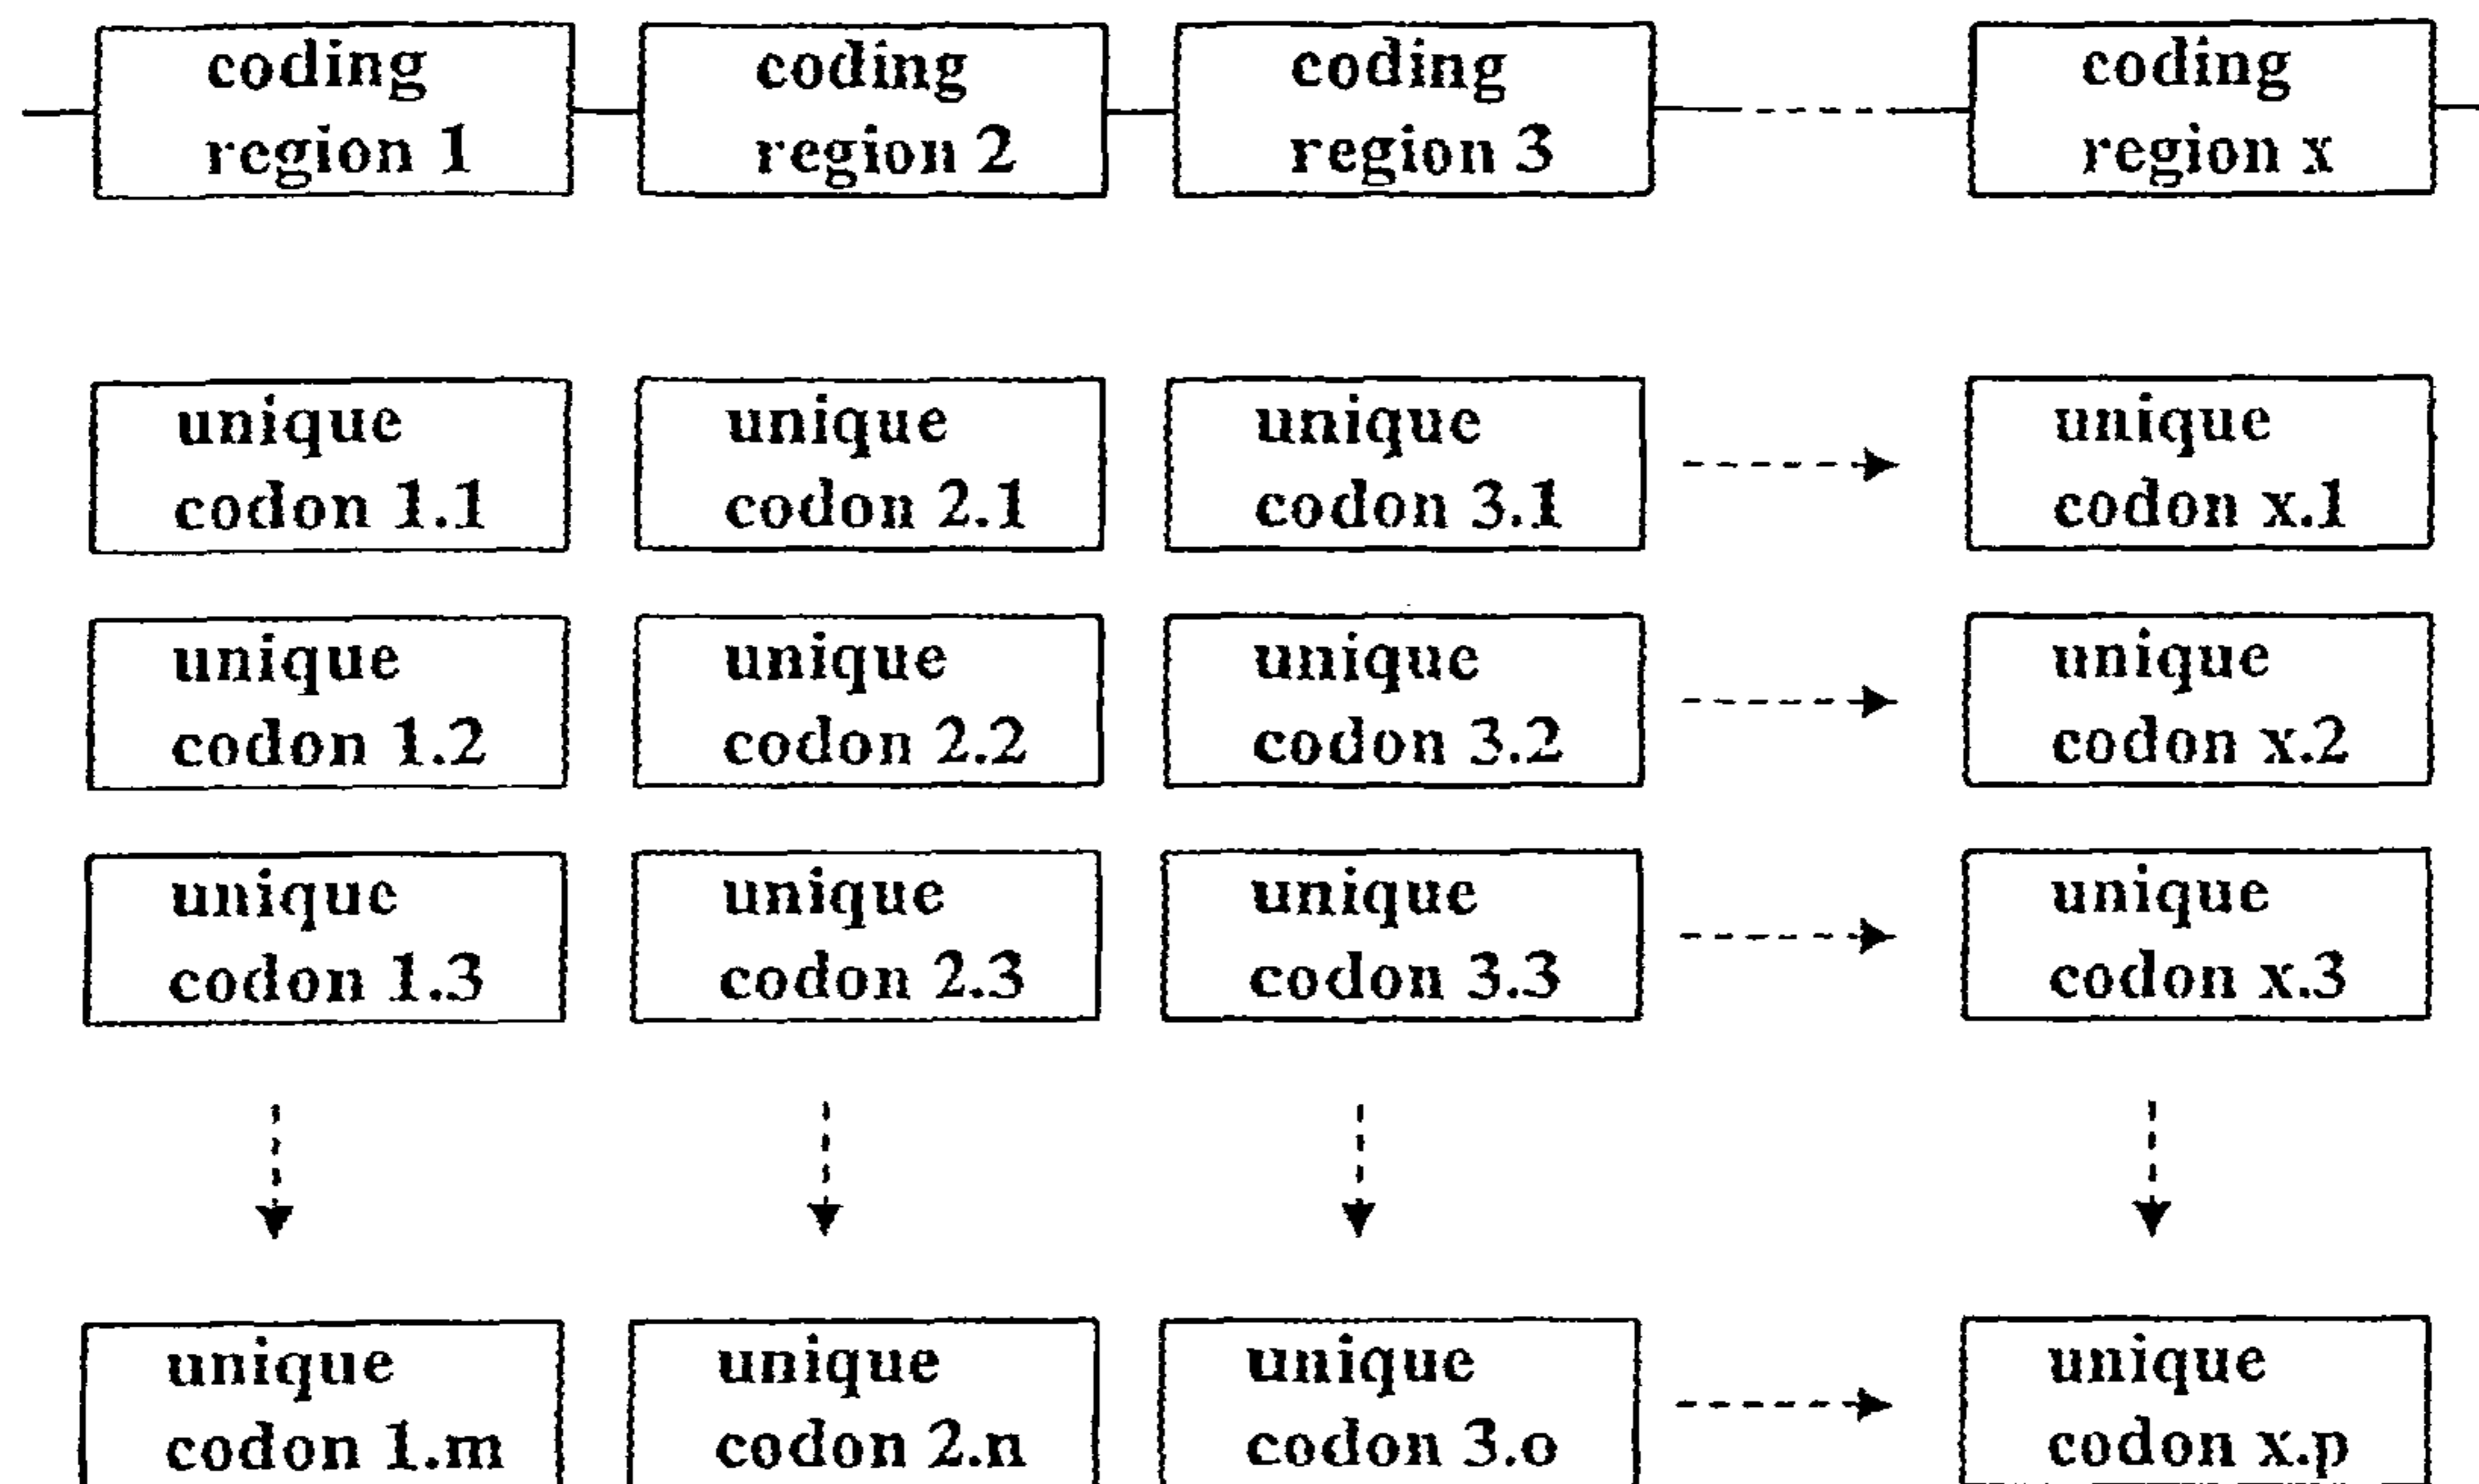 coding
region 1
coding
region 2
coding
region 3
coding
region x
unique
codon 1.1
unique
codon 2.1
unique
codon 3.1
unique
codon x.1
unique
codon 1.2
unique
codon 2.2
unique
codon 3.2
unique
codon x.2
unique
codon 1.3
unique
codon 2.3
unique
codon 3.3
unique
codon x.3
unique
codon 1.m
unique
codon 2.n
unique
codon 3.o
unique
codon x.p